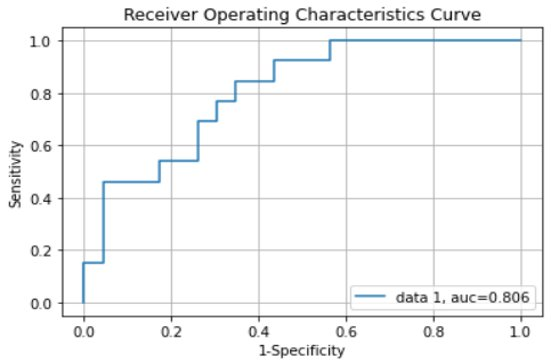 Receiver Operating Characteristics Curve
Sensitivity
1.0
0.8
0.6
0.4
0.2
0.0
data 1, auc=0.806
0.0 0.2 0.4 0.6 0.8 1.0
1-Specificity